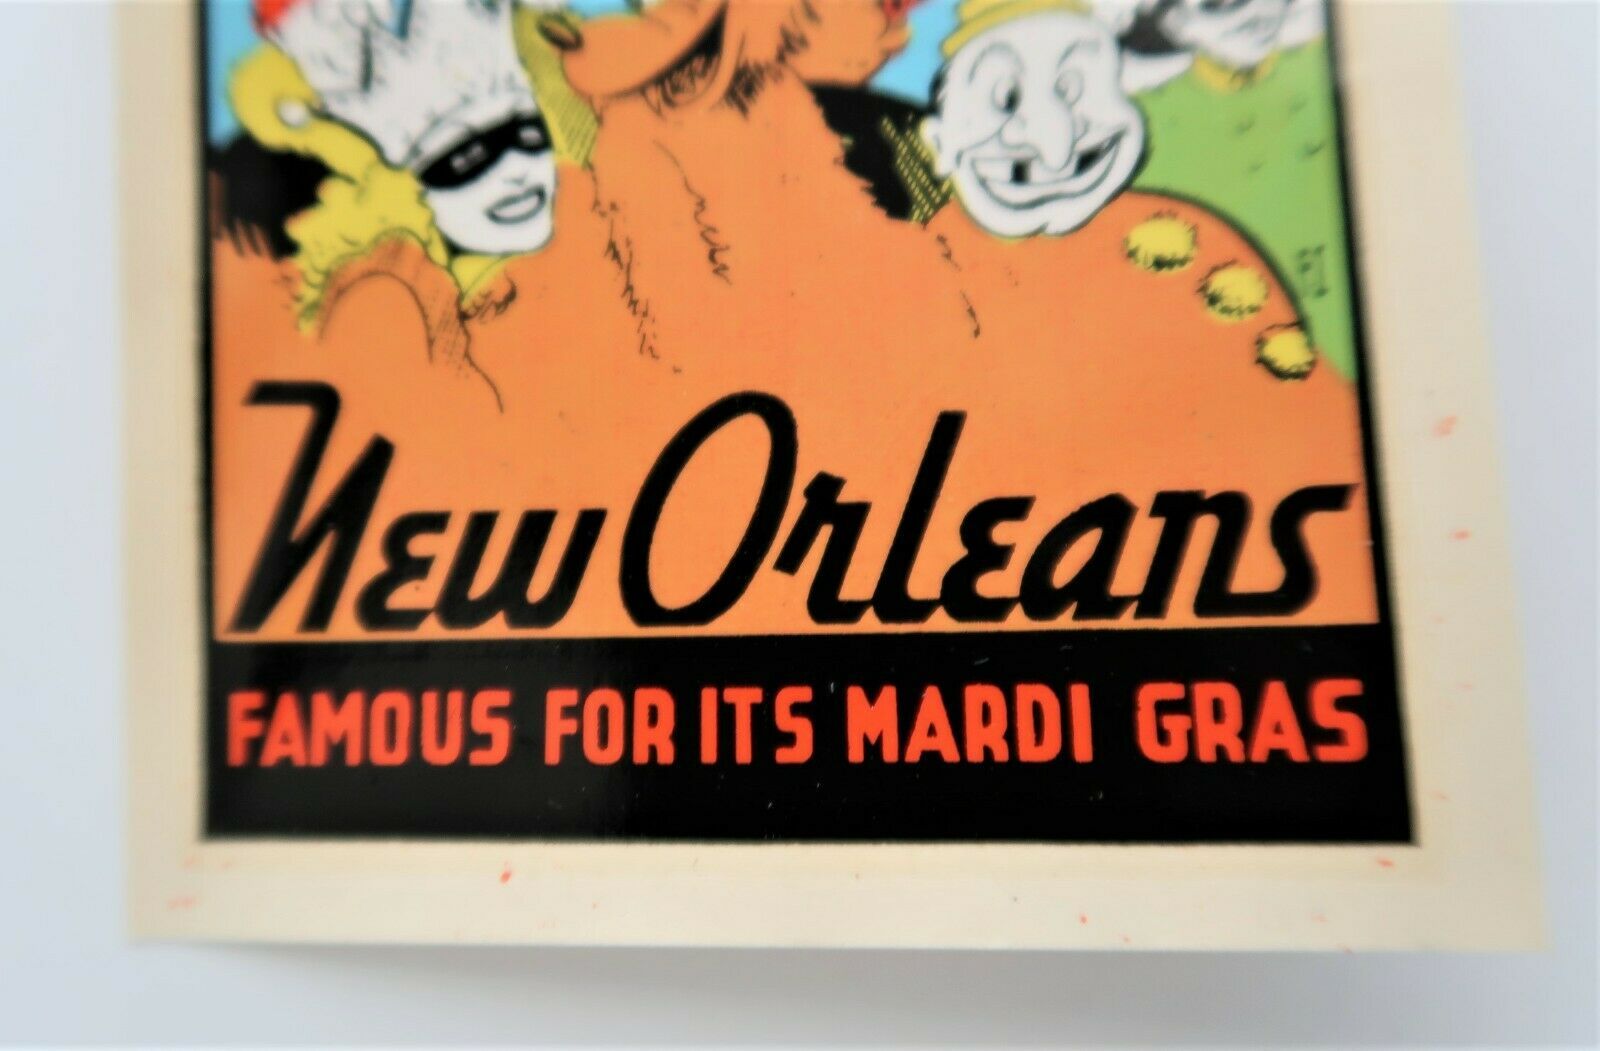 New Orleans
FAMOUS FOR ITS MARDI GRAS